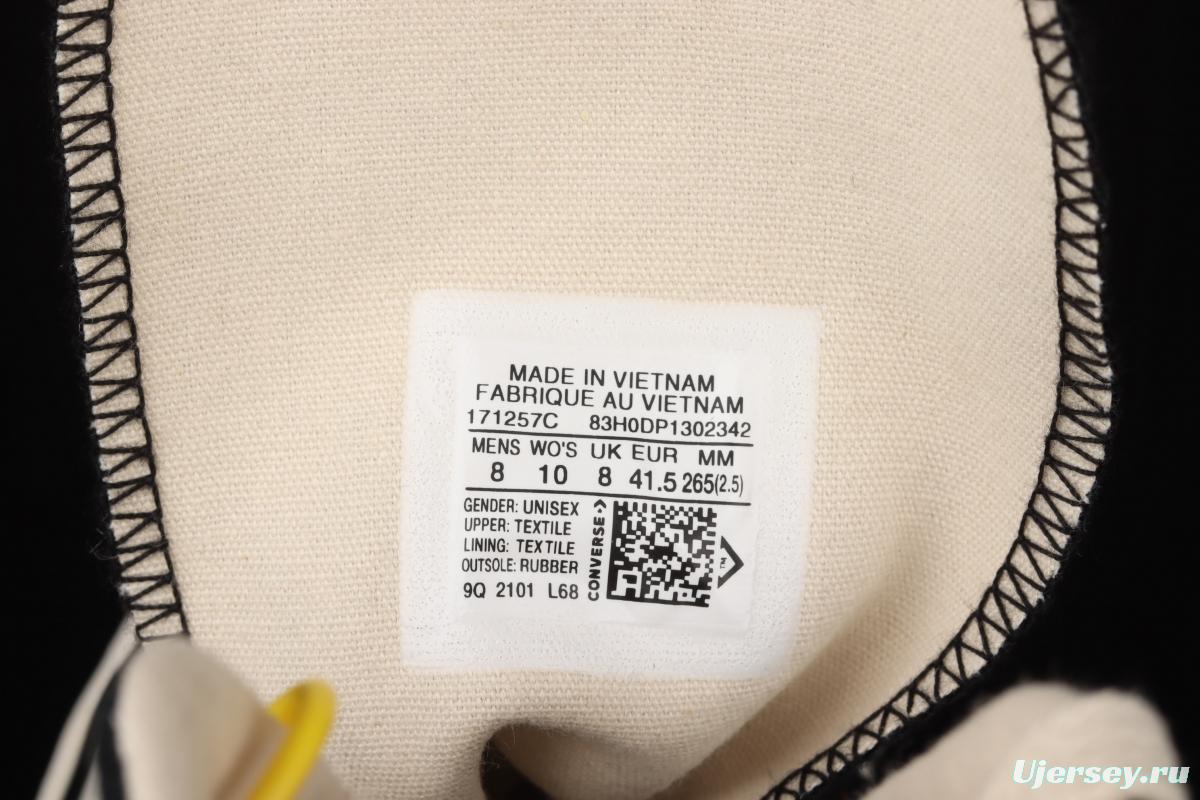 MADE IN VIETNAM
FABRIQUE AU VIETNAM
171257C 83H0DP1302342
MENS WO'S UK EUR MM
8 10 8 41.5 265(2.5)
GENDER: UNISEX
UPPER: TEXTILE
LINING: TEXTILE
OUTSOLE: RUBBER
9Q 2101 L68
CONVERSE
TM
Ujersey.ru